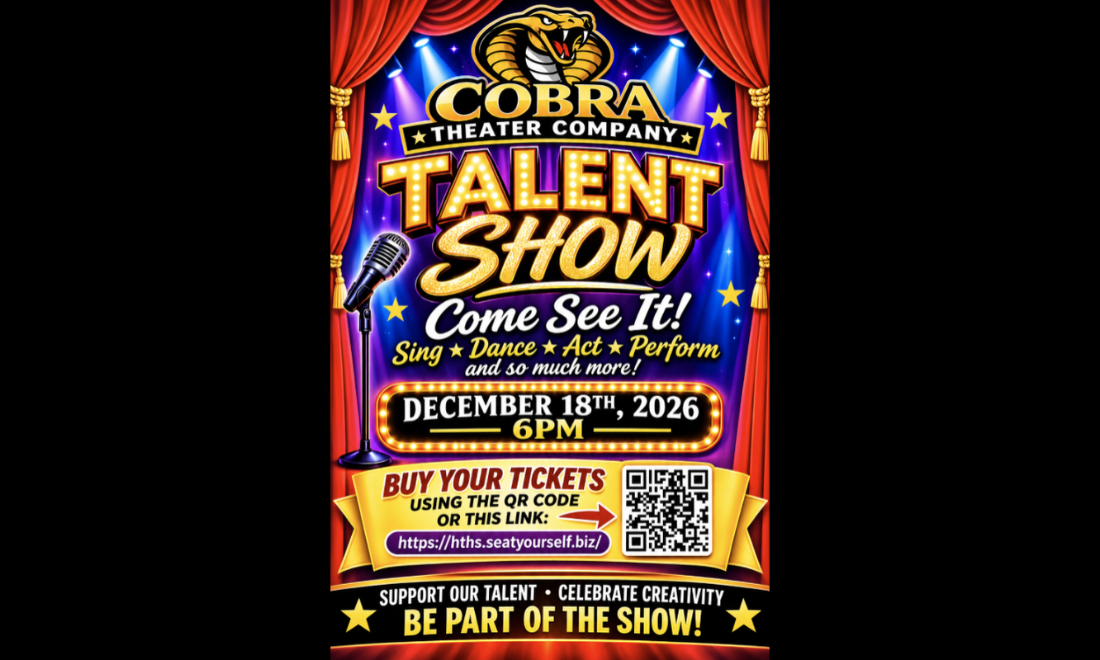 COBRA
★ THEATER COMPANY ★
TALENT
SHOW
Come See It!
Sing ★ Dance ★ Act ★ Perform
and so much more!
DECEMBER 18TH, 2026
6PM
BUY YOUR TICKETS
USING THE QR CODE
OR THIS LINK:
https://hths.seatyourself.biz/
SUPPORT OUR TALENT • CELEBRATE CREATIVITY
BE PART OF THE SHOW!